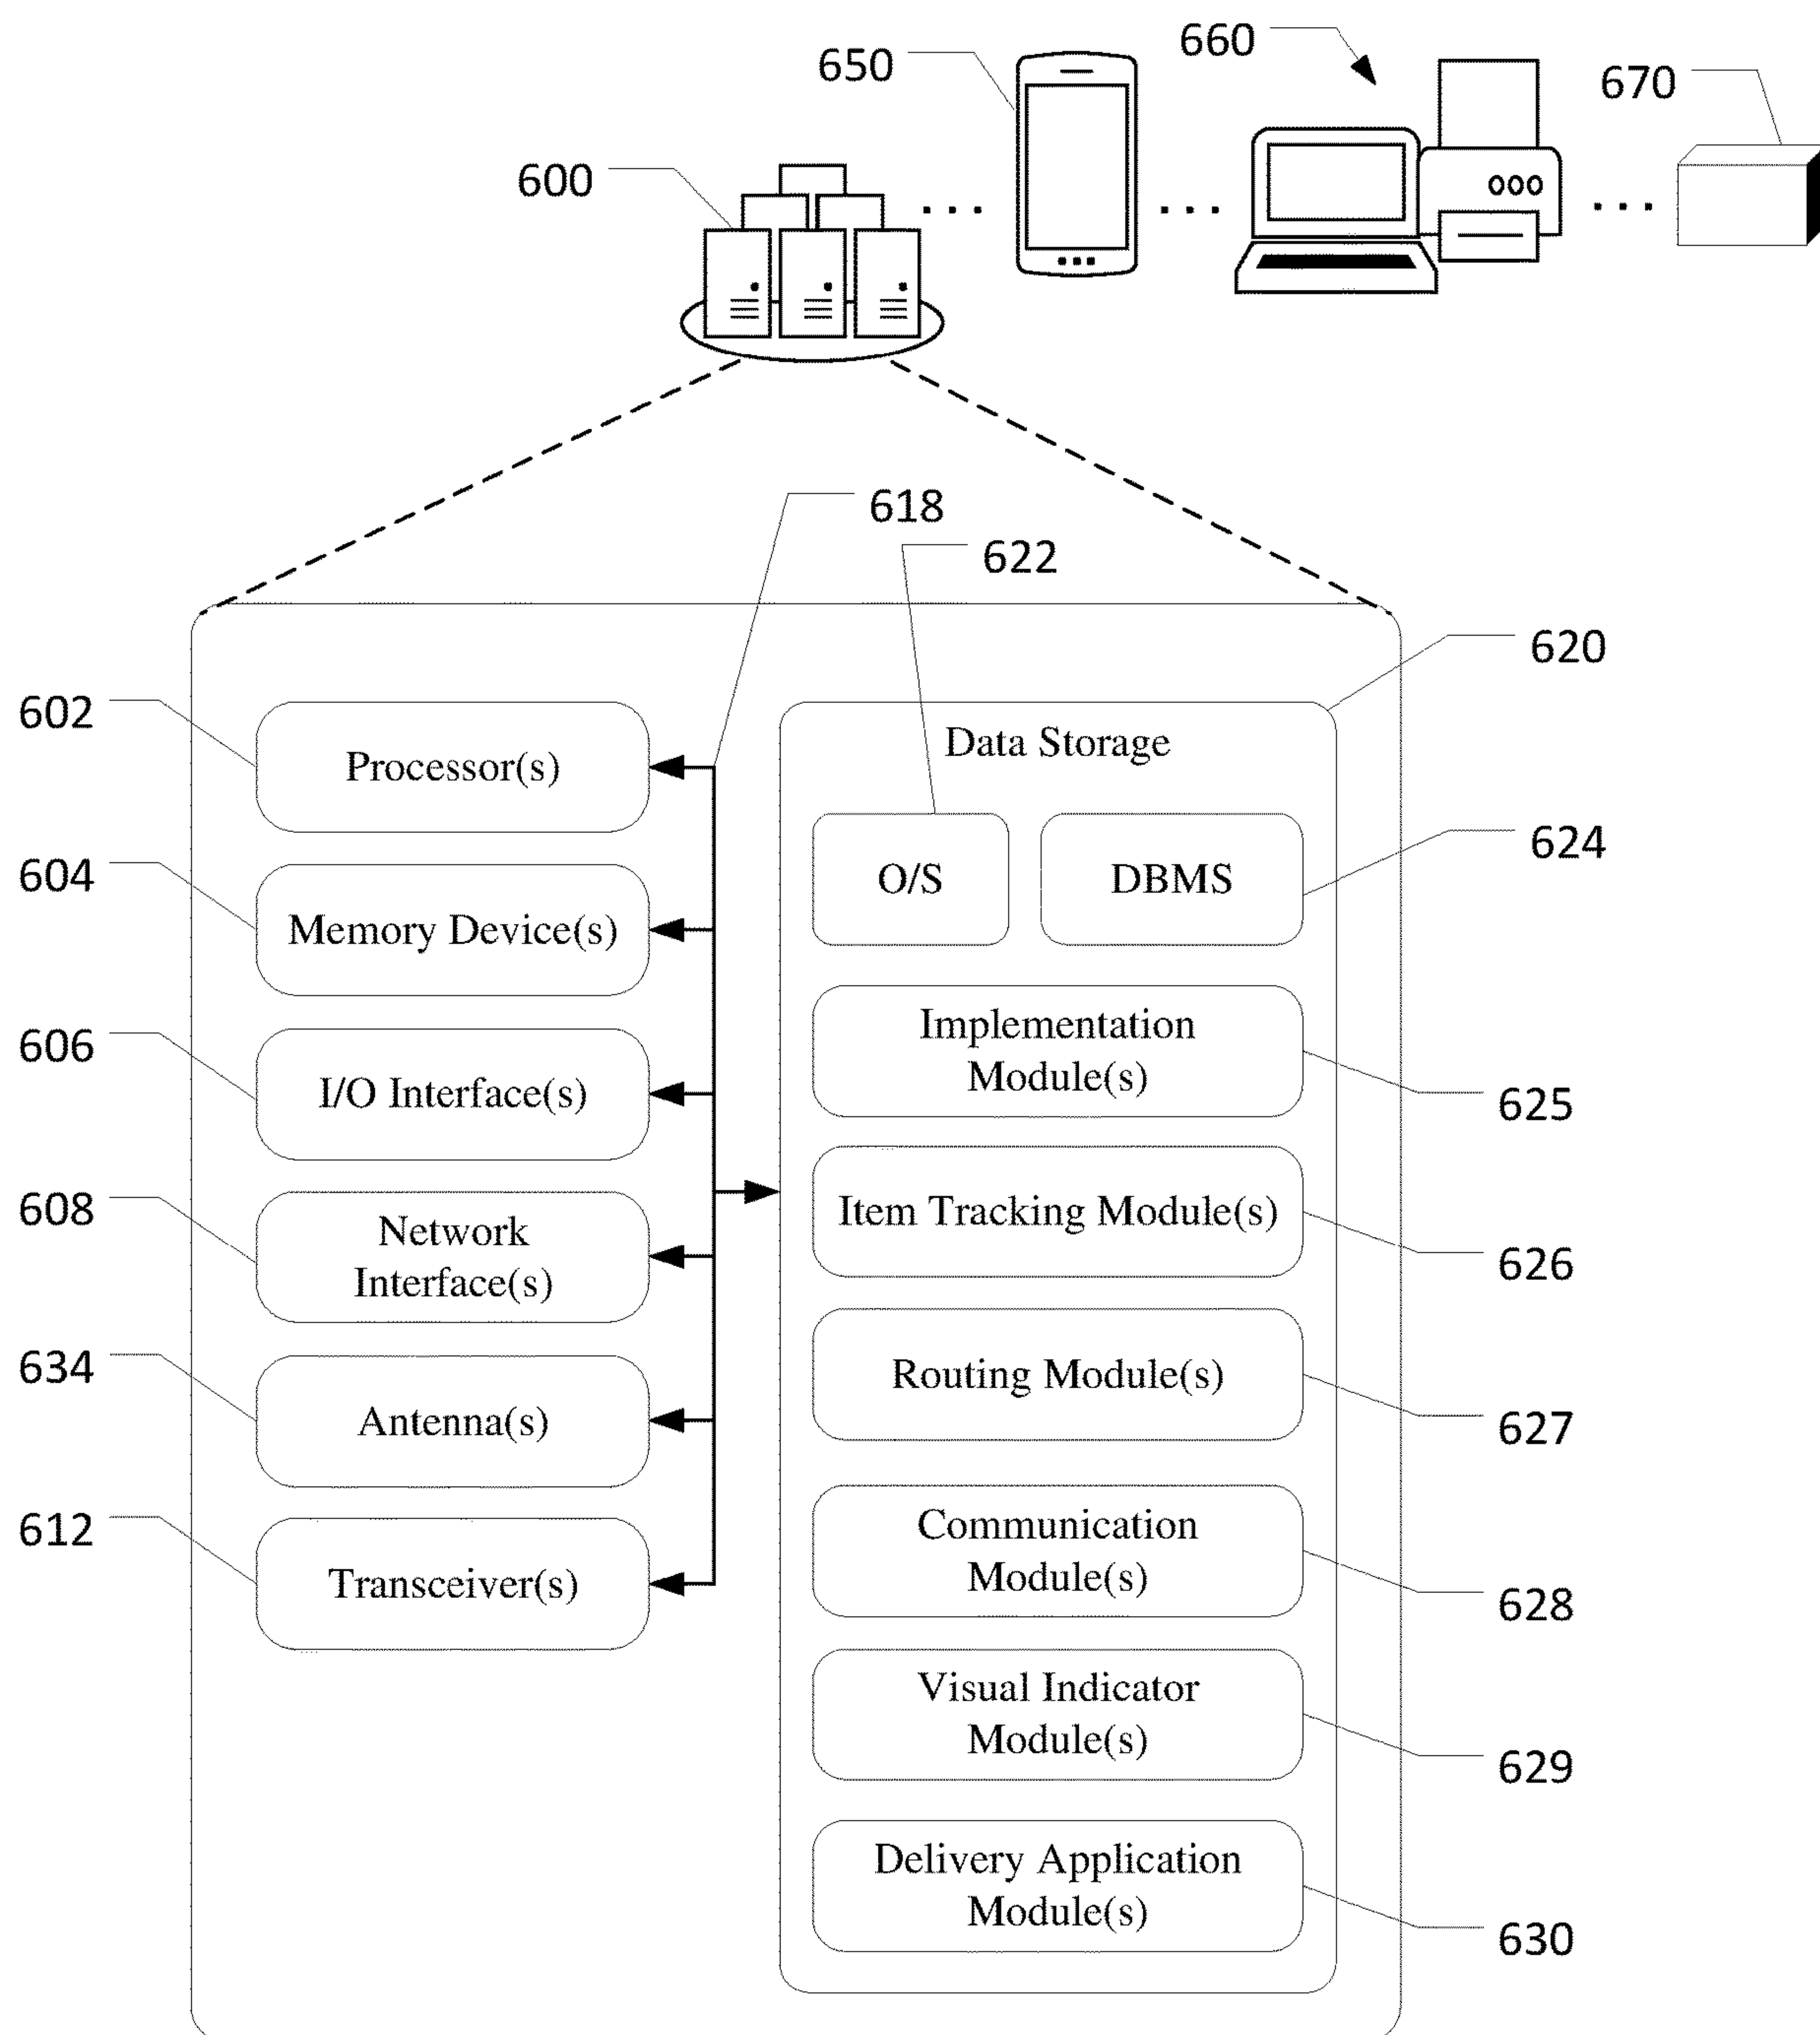 650
660
670
600
618
622
620
602
Processor(s)
Data Storage
604
Memory Device(s)
O/S
DBMS
624
606
I/O Interface(s)
Implementation
Module(s)
625
608
Network
Interface(s)
Item Tracking Module(s)
626
634
Antenna(s)
Routing Module(s)
627
612
Transceiver(s)
Communication
Module(s)
628
Visual Indicator
Module(s)
629
Delivery Application
Module(s)
630